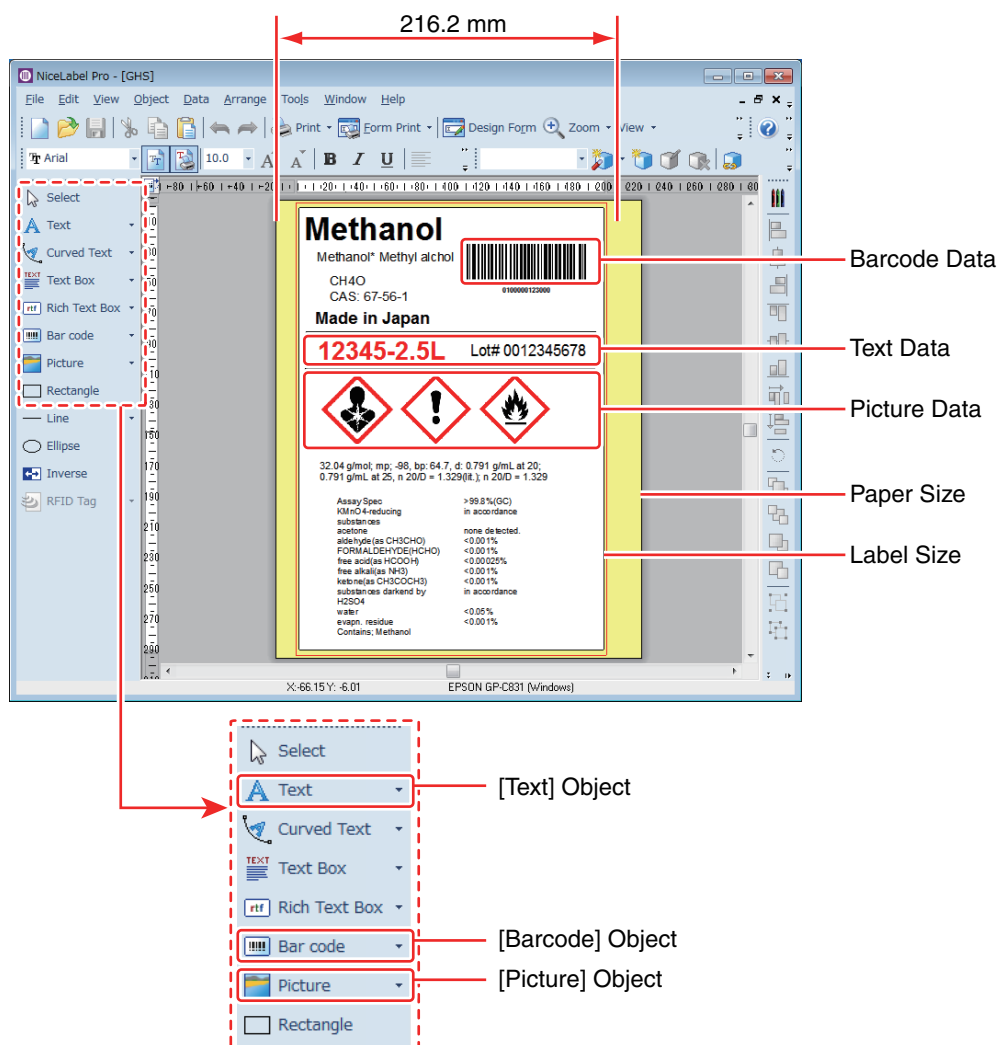 216.2 mm
NiceLabel Pro - [GHS]
File Edit View Object Data Arrange Tools Window Help
Print Form Print Design Form Zoom View
Arial 10.0 A A B I U
Select
Text
Curved Text
TEXT Text Box
rtf Rich Text Box
Bar code
Picture
Rectangle
Line
Ellipse
Inverse
RFID Tag
Methanol
Methanol* Methyl alchol
CH4O
CAS: 67-56-1
0100000123000
Made in Japan
12345-2.5L Lot# 0012345678
32.04 g/mol; mp; -98, bp: 64.7, d: 0.791 g/mL at 20;
0.791 g/mL at 25, n 20/D = 1.329(lit.); n 20/D = 1.329
Assay Spec >99.8%(GC)
KMnO4-reducing in accordance
substances
acetone none detected.
aldehyde(as CH3CHO) <0.001%
FORMALDEHYDE(HCHO) <0.001%
free acid(as HCOOH) <0.00025%
free alkali(as NH3) <0.001%
ketone(as CH3COCH3) <0.001%
substances darkend by in accordance
H2SO4
water <0.05%
evapn. residue <0.001%
Contains; Methanol
X:-66.15 Y: -6.01 EPSON GP-C831 (Windows)
Barcode Data
Text Data
Picture Data
Paper Size
Label Size
Select
Text
Curved Text
TEXT Text Box
rtf Rich Text Box
Bar code
Picture
Rectangle
[Text] Object
[Barcode] Object
[Picture] Object